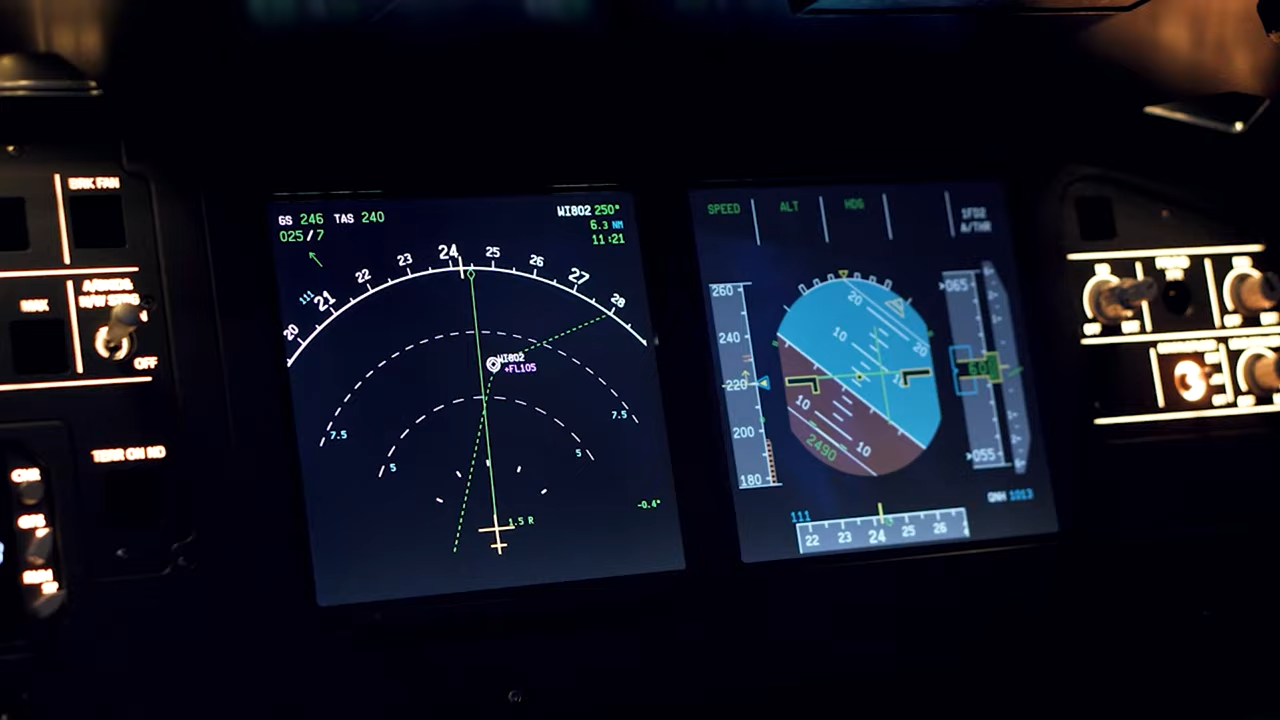 BRK FAN
MAX
A/SKID &
N/W STRG
OFF
TERR ON ND
GS 246 TAS 240
025/7
WI802 250°
6.3 NM
11:21
111
20
21
22
23
24
25
26
27
28
WI802
+FL105
7.5
7.5
5
5
1.5 R
-0.4°
SPEED
ALT
HDG
1FD2
A/THR
260
240
220
200
180
20
10
20
10
10
10
2490
065
60
055
QNH 1013
111
22
23
24
25
26